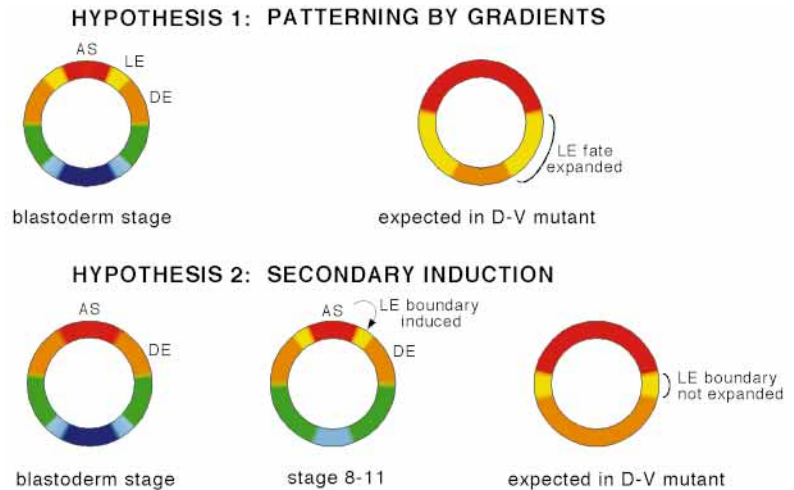 HYPOTHESIS 1: PATTERNING BY GRADIENTS
AS
LE
DE
LE fate
expanded
blastoderm stage
expected in D-V mutant
HYPOTHESIS 2: SECONDARY INDUCTION
AS
DE
AS
LE boundary
induced
DE
LE boundary
not expanded
blastoderm stage
stage 8-11
expected in D-V mutant